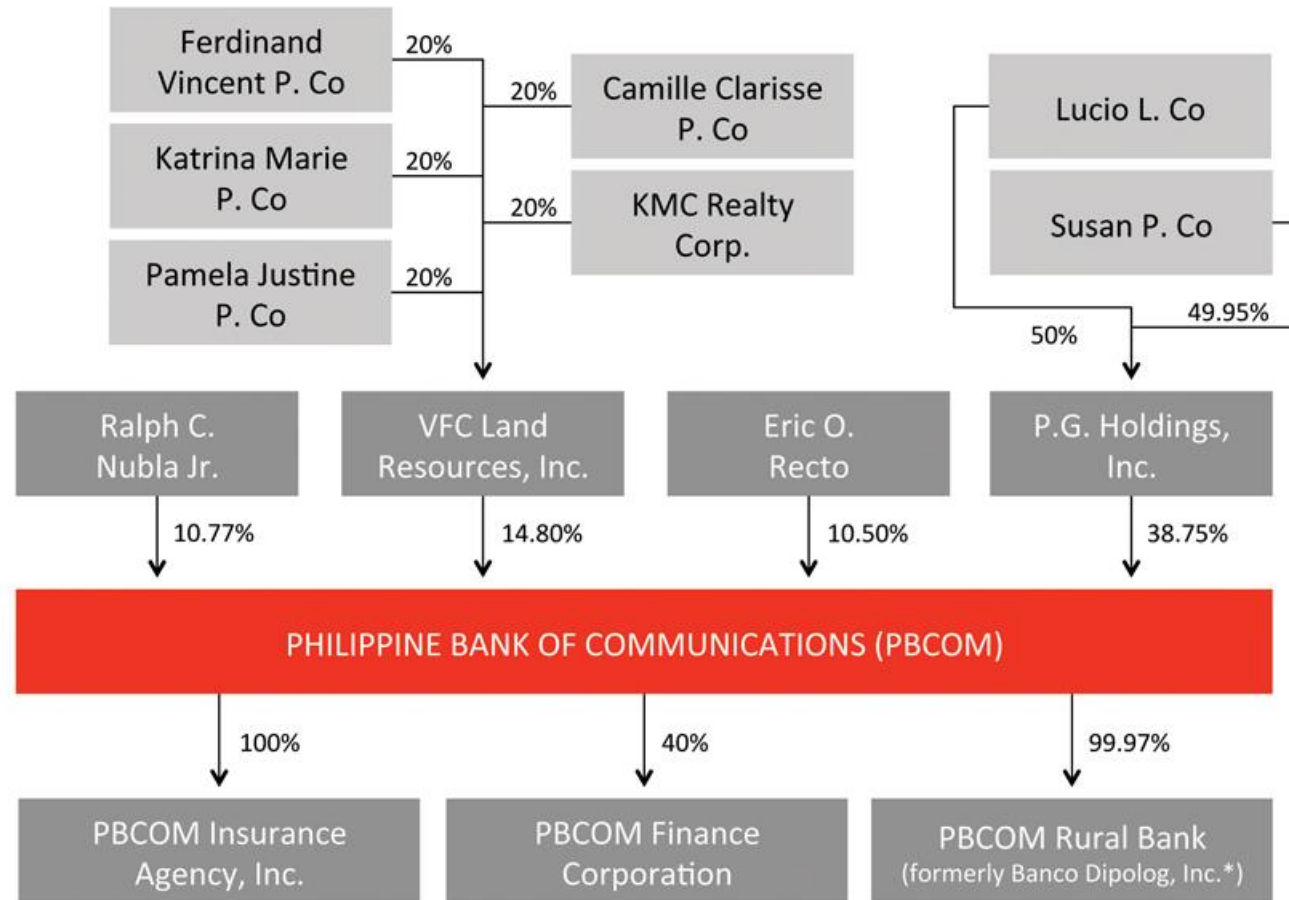 Ferdinand
Vincent P. Co
20%
20%
Camille Clarisse
P. Co
Lucio L. Co
Katrina Marie
P. Co
20%
20%
KMC Realty
Corp.
Susan P. Co
Pamela Justine
P. Co
20%
50%
49.95%
Ralph C.
Nubla Jr.
VFC Land
Resources, Inc.
Eric O.
Recto
P.G. Holdings,
Inc.
10.77%
14.80%
10.50%
38.75%
PHILIPPINE BANK OF COMMUNICATIONS (PBCOM)
100%
40%
99.97%
PBCOM Insurance
Agency, Inc.
PBCOM Finance
Corporation
PBCOM Rural Bank
(formerly Banco Dipolog, Inc.*)